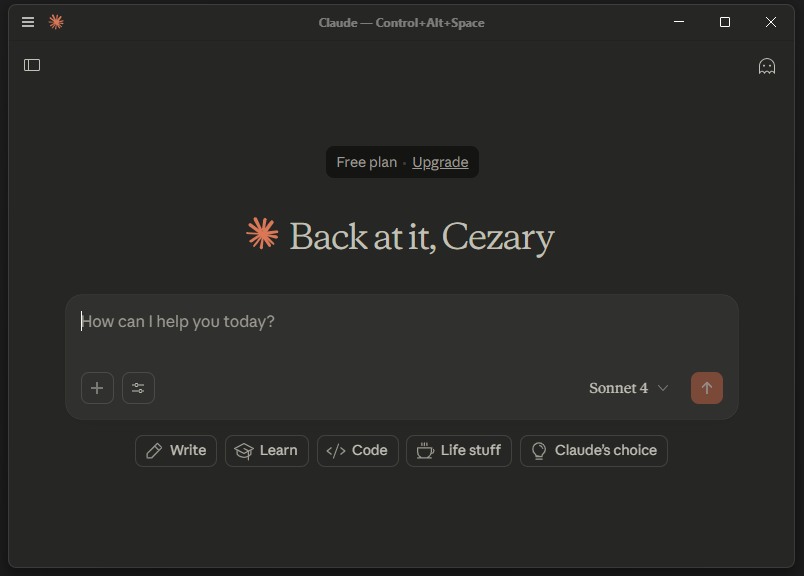 Claude — Control+Alt+Space
Free plan · Upgrade
Back at it, Cezary
How can I help you today?
Sonnet 4
Write
Learn
Code
Life stuff
Claude's choice